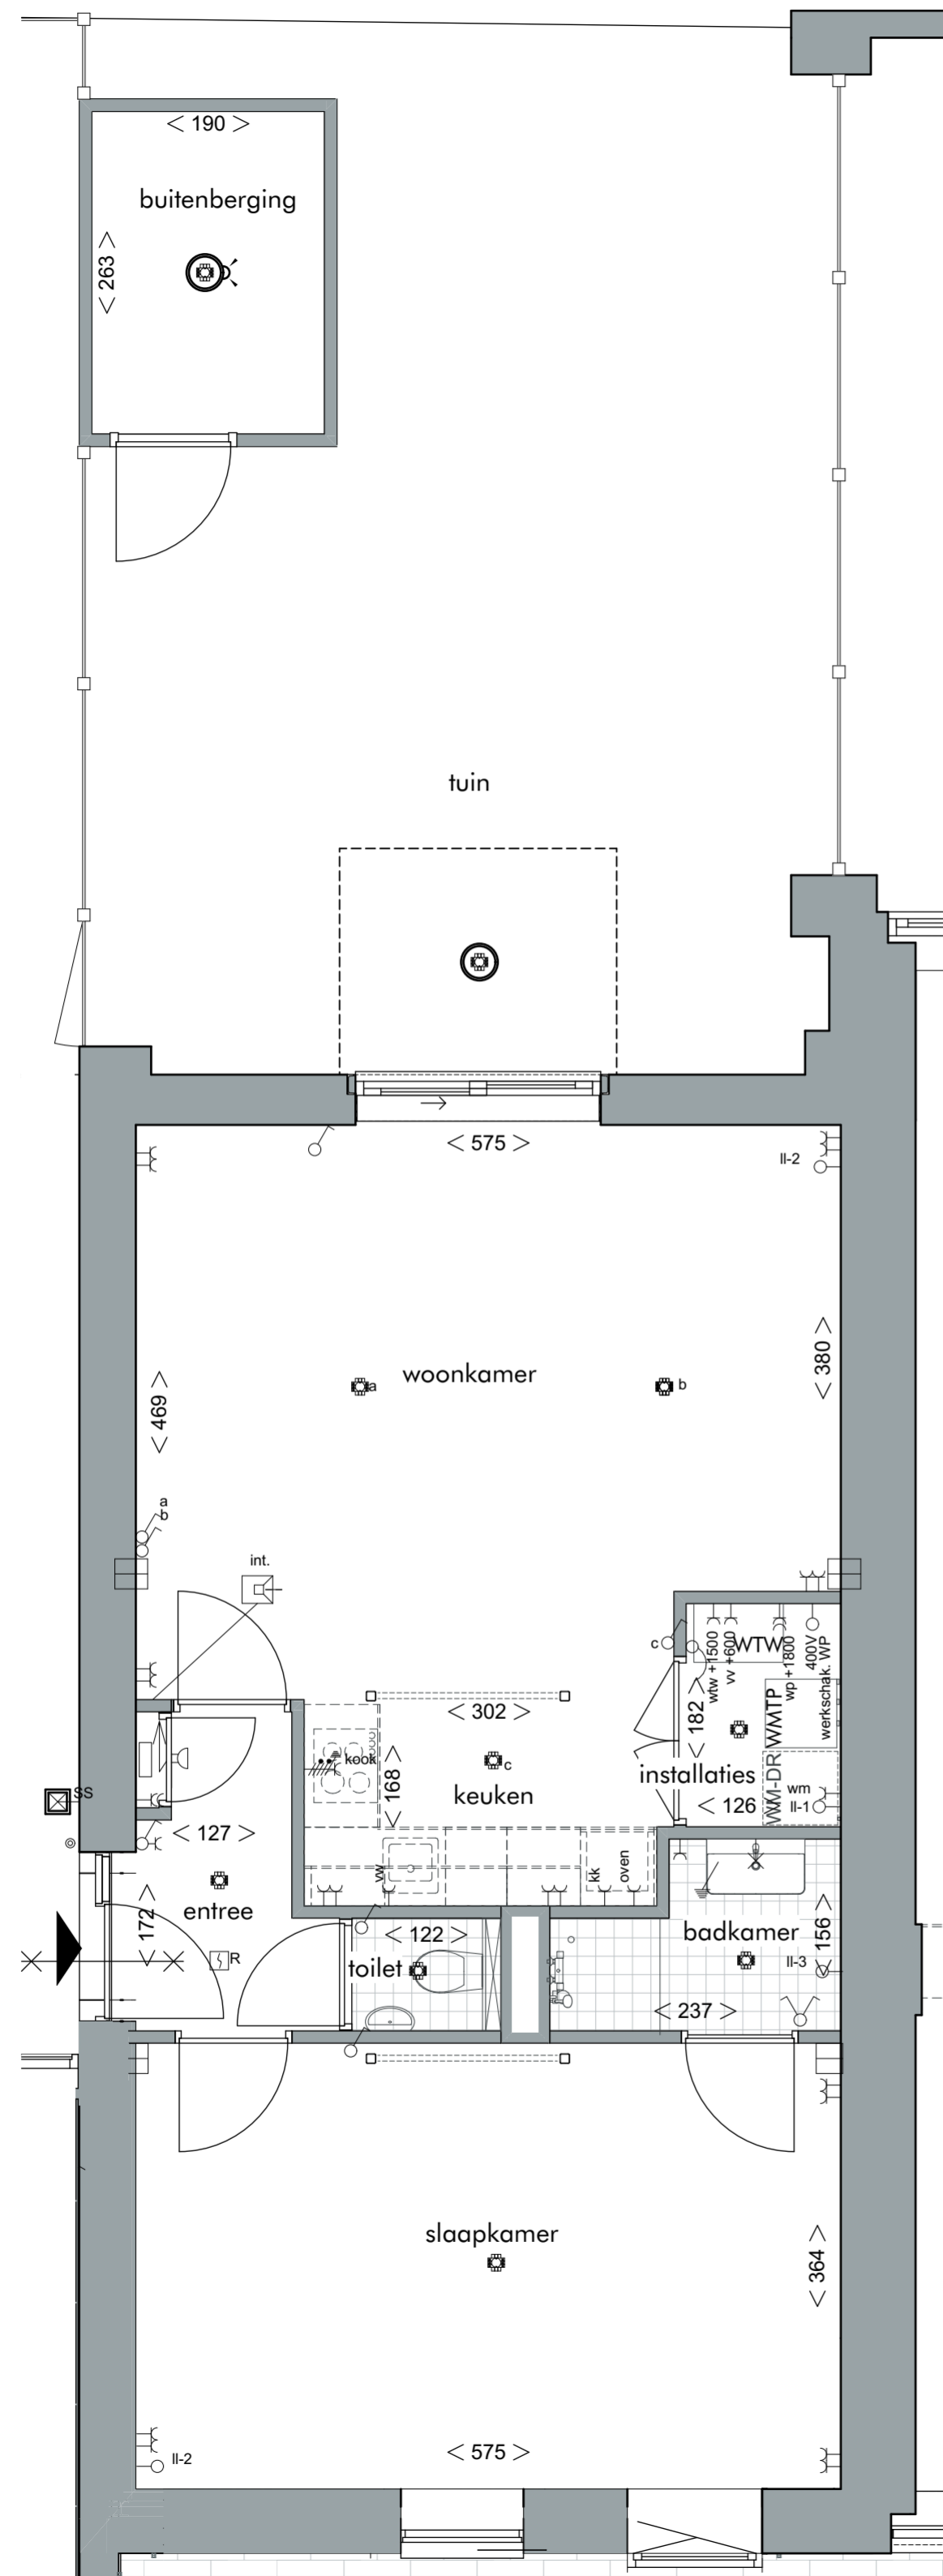 < 190 >
buitenberging
< 263 >
tuin
< 575 >
II-2
< 380 >
a
woonkamer
b
< 469 >
a
b
int.
c
wtw +1500
vv +600
WTW
wp +1800
400V
werkschak. WP
< 302 >
< 182 >
WMTP
kook
c
< 168 >
keuken
installaties
WM-DR
wm
II-1
< 126
SS
< 127 >
vw
kk
oven
entree
< 172 >
R
< 122 >
toilet
badkamer
< 156 >
II-3
< 237 >
slaapkamer
< 364 >
< 575 >
II-2